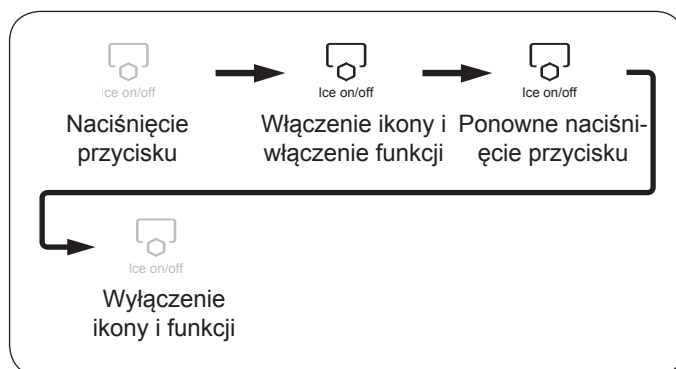 Ice on/off
Ice on/off
Ice on/off
Naciśnięcie
przycisku
Włączenie ikony i
włączenie funkcji
Ponowne naciśni-
ęcie przycisku
Ice on/off
Wyłączenie
ikony i funkcji